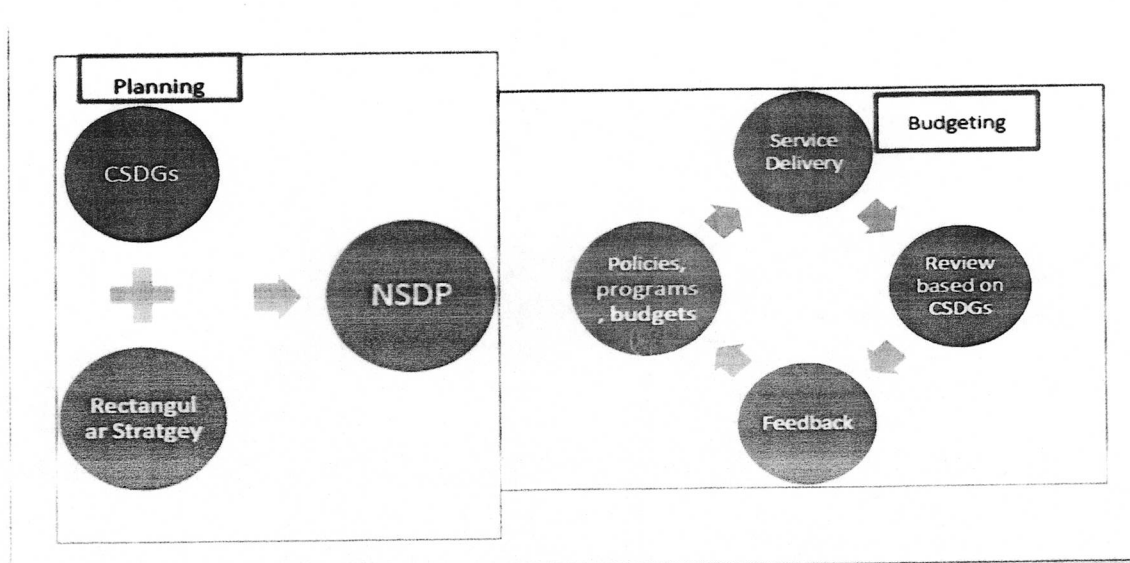 Planning
CSDGs
NSDP
Rectangul
ar Stratgey
Budgeting
Service
Delivery
Policies,
programs
, budgets
Review
based on
CSDGs
Feedback